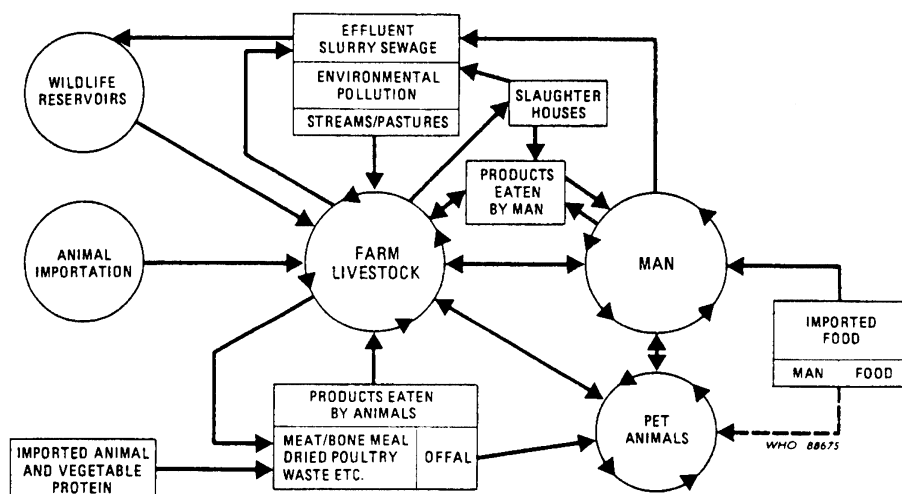 EFFLUENT
SLURRY SEWAGE
ENVIRONMENTAL
POLLUTION
STREAMS/PASTURES
WILDLIFE
RESERVOIRS
SLAUGHTER
HOUSES
PRODUCTS
EATEN
BY MAN
ANIMAL
IMPORTATION
FARM
LIVESTOCK
MAN
IMPORTED
FOOD
MAN FOOD
PRODUCTS EATEN
BY ANIMALS
MEAT/BONE MEAL
DRIED POULTRY
WASTE ETC.
OFFAL
PET
ANIMALS
WHO 88675
IMPORTED ANIMAL
AND VEGETABLE
PROTEIN